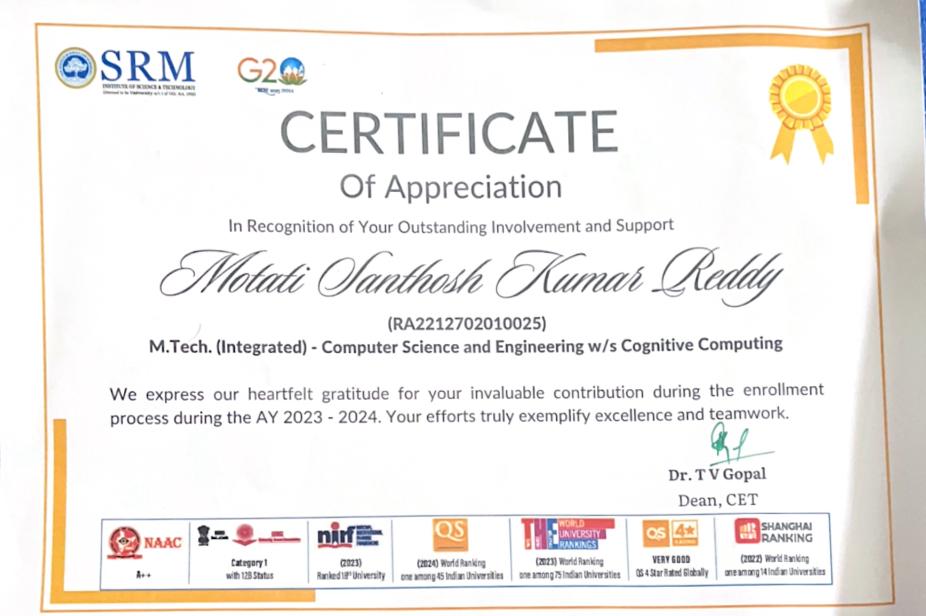 SRM
INSTITUTE OF SCIENCE & TECHNOLOGY
(Deemed to be University u/s 3 of UGC Act, 1956)
G20
CERTIFICATE
Of Appreciation
In Recognition of Your Outstanding Involvement and Support
Motati Santhosh Kumar Reddy
(RA2212702010025)
M.Tech. (Integrated) - Computer Science and Engineering w/s Cognitive Computing
We express our heartfelt gratitude for your invaluable contribution during the enrollment
process during the AY 2023 - 2024. Your efforts truly exemplify excellence and teamwork.
Dr. T V Gopal
Dean, CET
NAAC
A++
Category 1
with 12B Status
nirf
(2023)
Ranked 18th University
QS
(2024) World Ranking
one among 45 Indian Universities
THE WORLD
UNIVERSITY
RANKINGS
(2023) World Ranking
one among 75 Indian Universities
QS 4★
VERY GOOD
QS 4 Star Rated Globally
SHANGHAI
RANKING
(2022) World Ranking
one among 14 Indian Universities